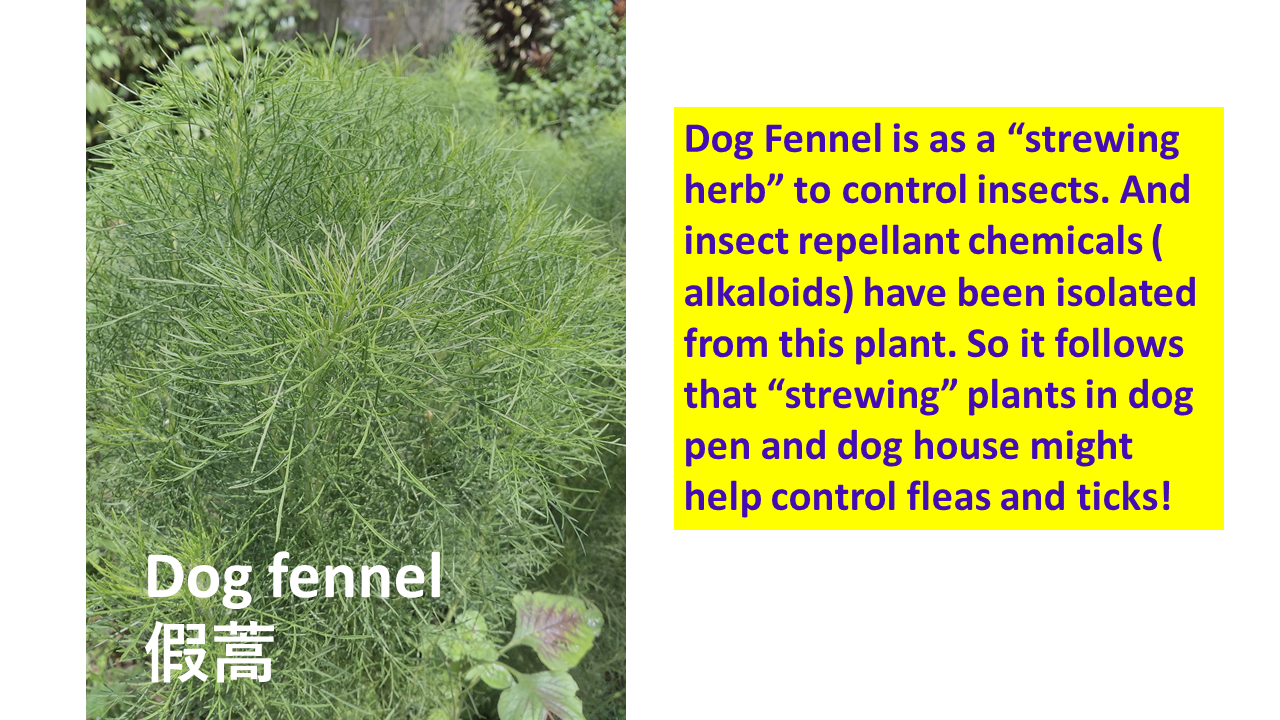 Dog Fennel is as a “strewing
herb” to control insects. And
insect repellant chemicals (
alkaloids) have been isolated
from this plant. So it follows
that “strewing” plants in dog
pen and dog house might
help control fleas and ticks!
Dog fennel
假蒿